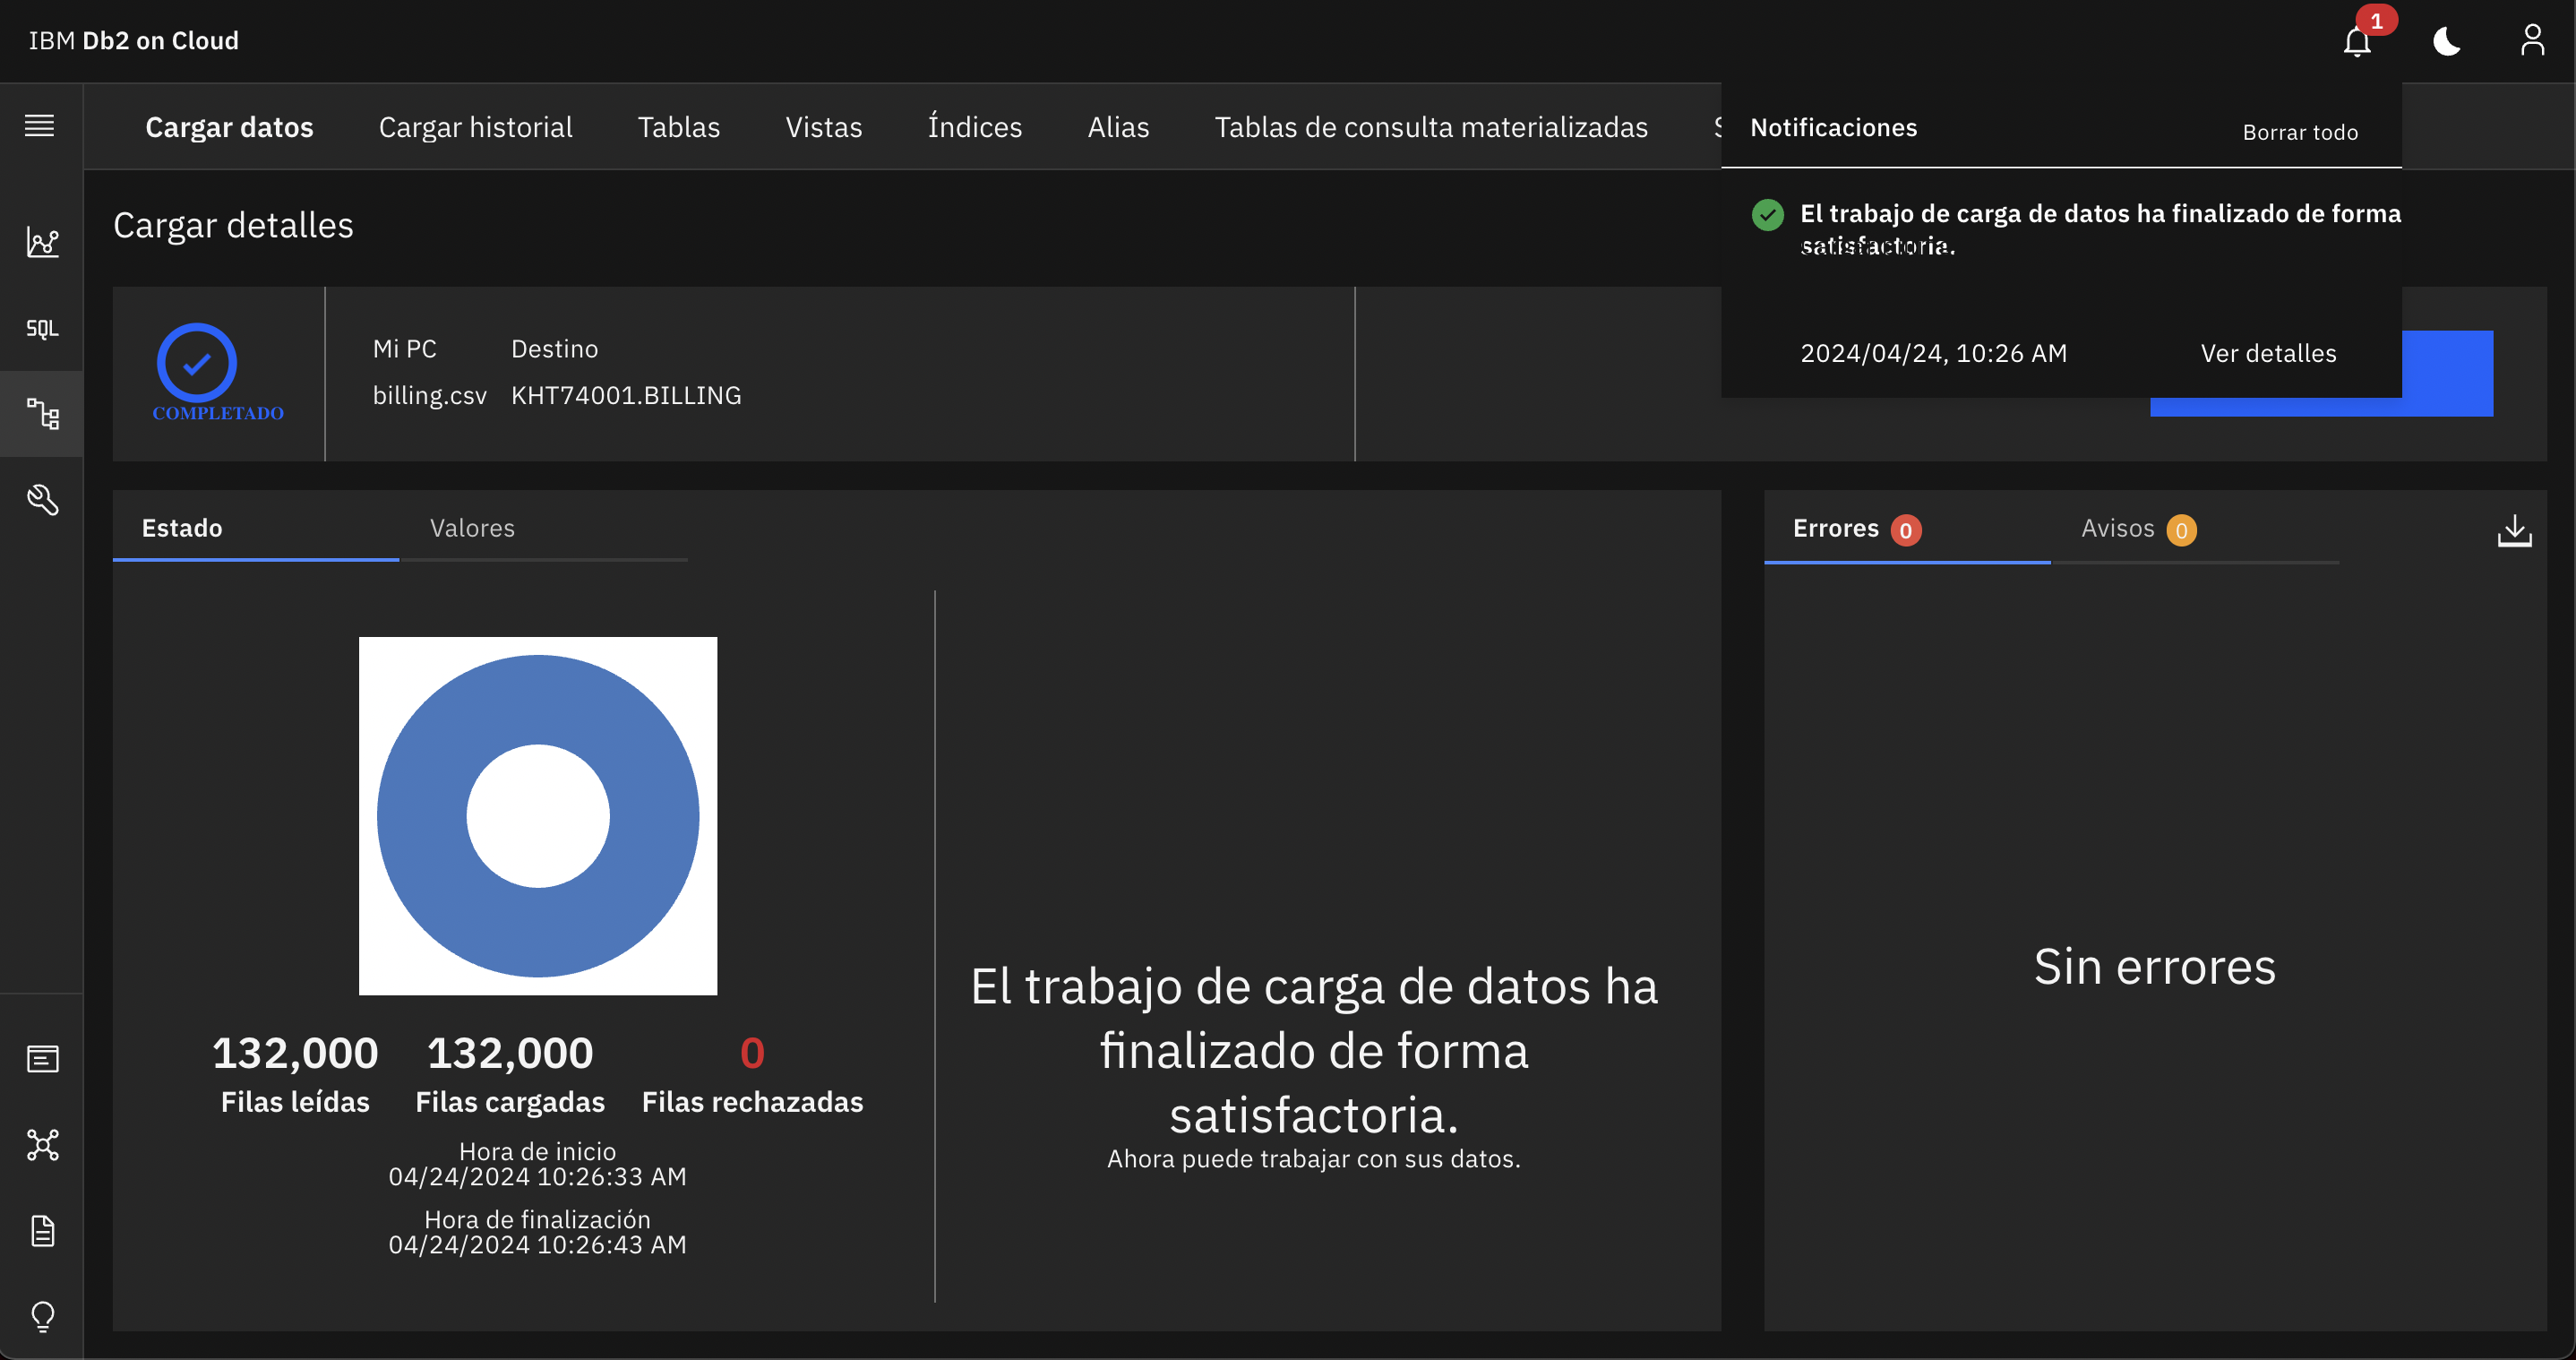 IBM Db2 on Cloud
1
Cargar datos
Cargar historial
Tablas
Vistas
Índices
Alias
Tablas de consulta materializadas
Notificaciones
Borrar todo
El trabajo de carga de datos ha finalizado de forma
satisfactoria.
2024/04/24, 10:26 AM
Ver detalles
SQL
Cargar detalles
COMPLETADO
Mi PC
Destino
billing.csv
KHT74001.BILLING
Estado
Valores
132,000
132,000
0
Filas leídas
Filas cargadas
Filas rechazadas
Hora de inicio
04/24/2024 10:26:33 AM
Hora de finalización
04/24/2024 10:26:43 AM
El trabajo de carga de datos ha
finalizado de forma
satisfactoria.
Ahora puede trabajar con sus datos.
Errores 0
Avisos 0
Sin errores